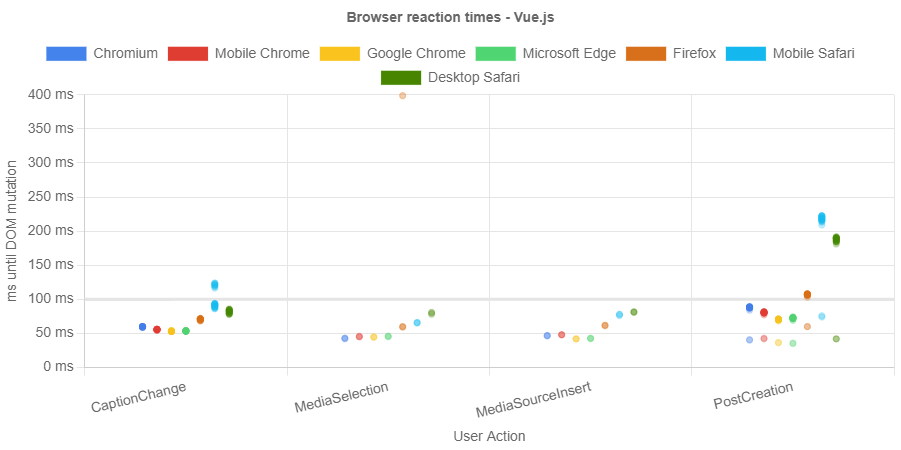 Browser reaction times - Vue.js
Chromium Mobile Chrome Google Chrome Microsoft Edge Firefox Mobile Safari
Desktop Safari
400 ms
350 ms
300 ms
250 ms
200 ms
150 ms
100 ms
50 ms
0 ms
ms until DOM mutation
CaptionChange MediaSelection MediaSourceInsert PostCreation
User Action